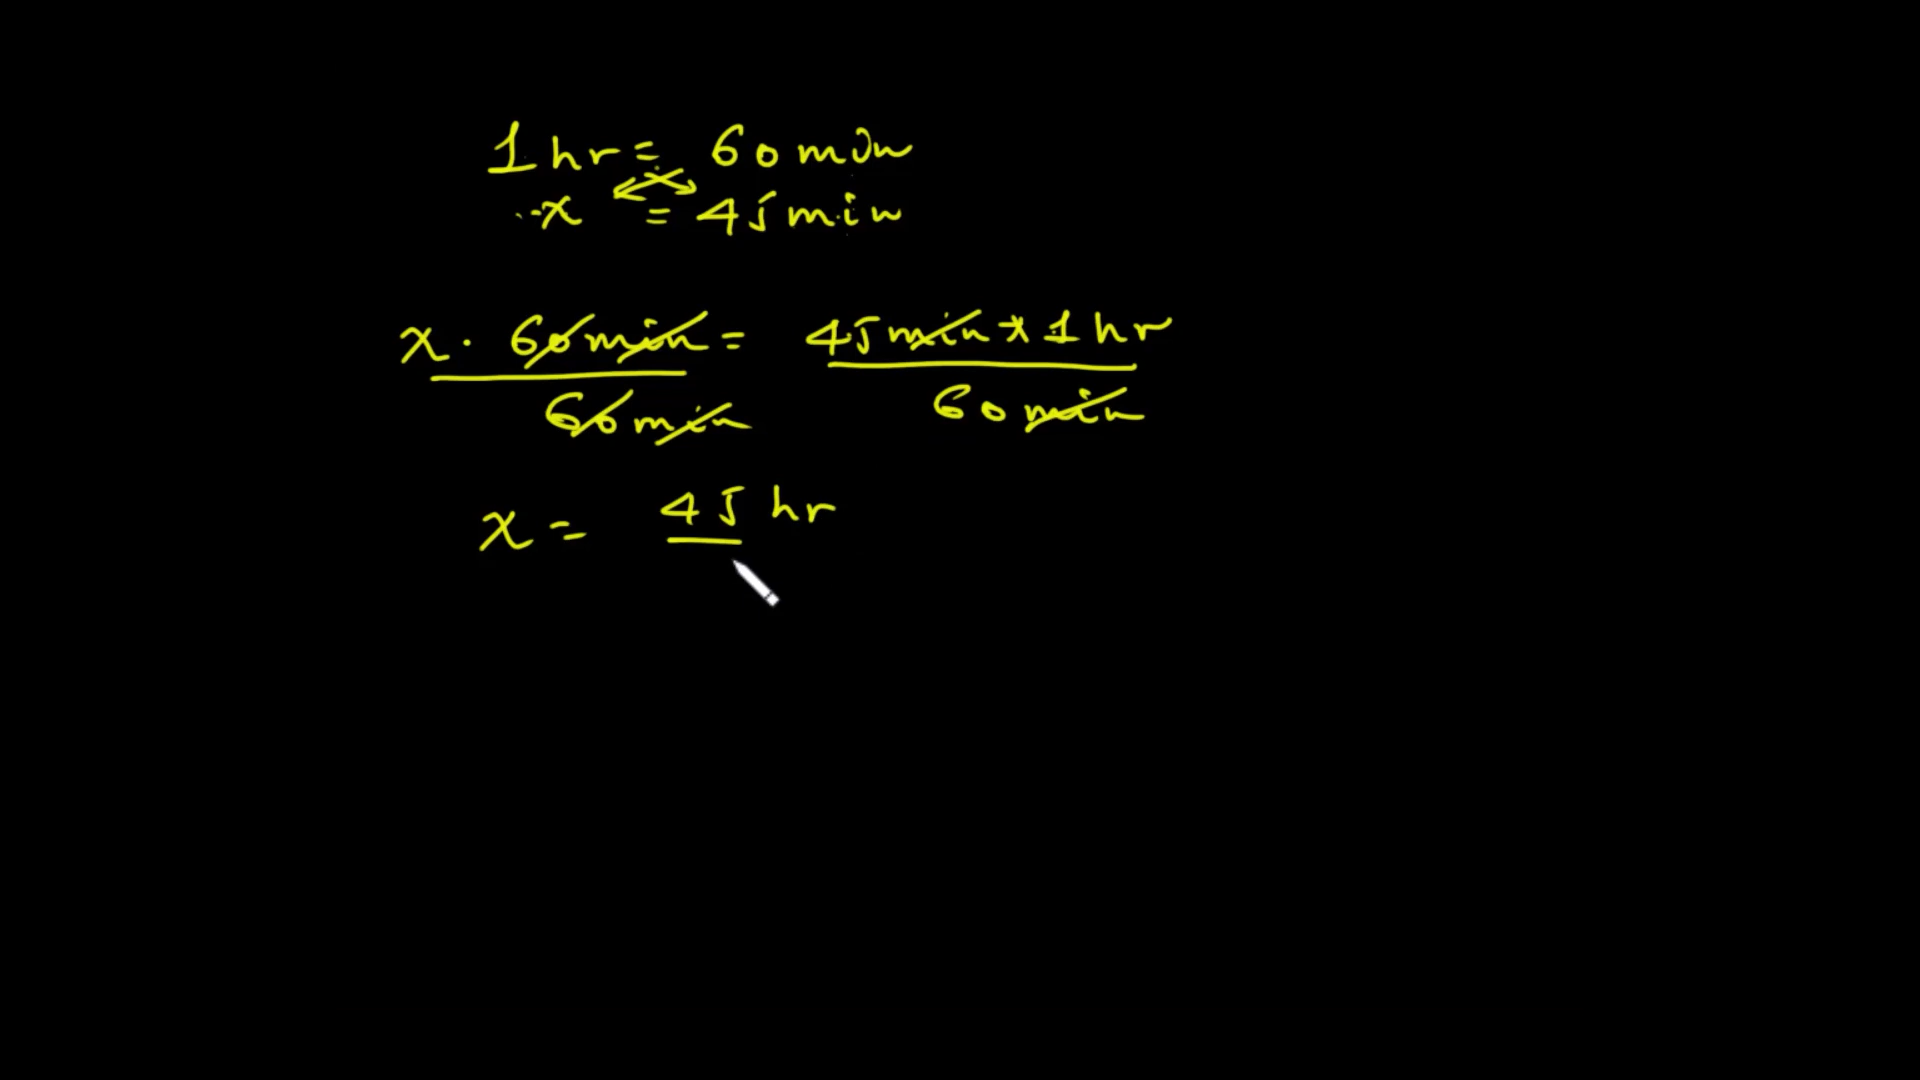 1 hr = 60 min
x = 45 min
x · 60 min = 45 min * 1 hr
60 min 60 min
x = 45 hr